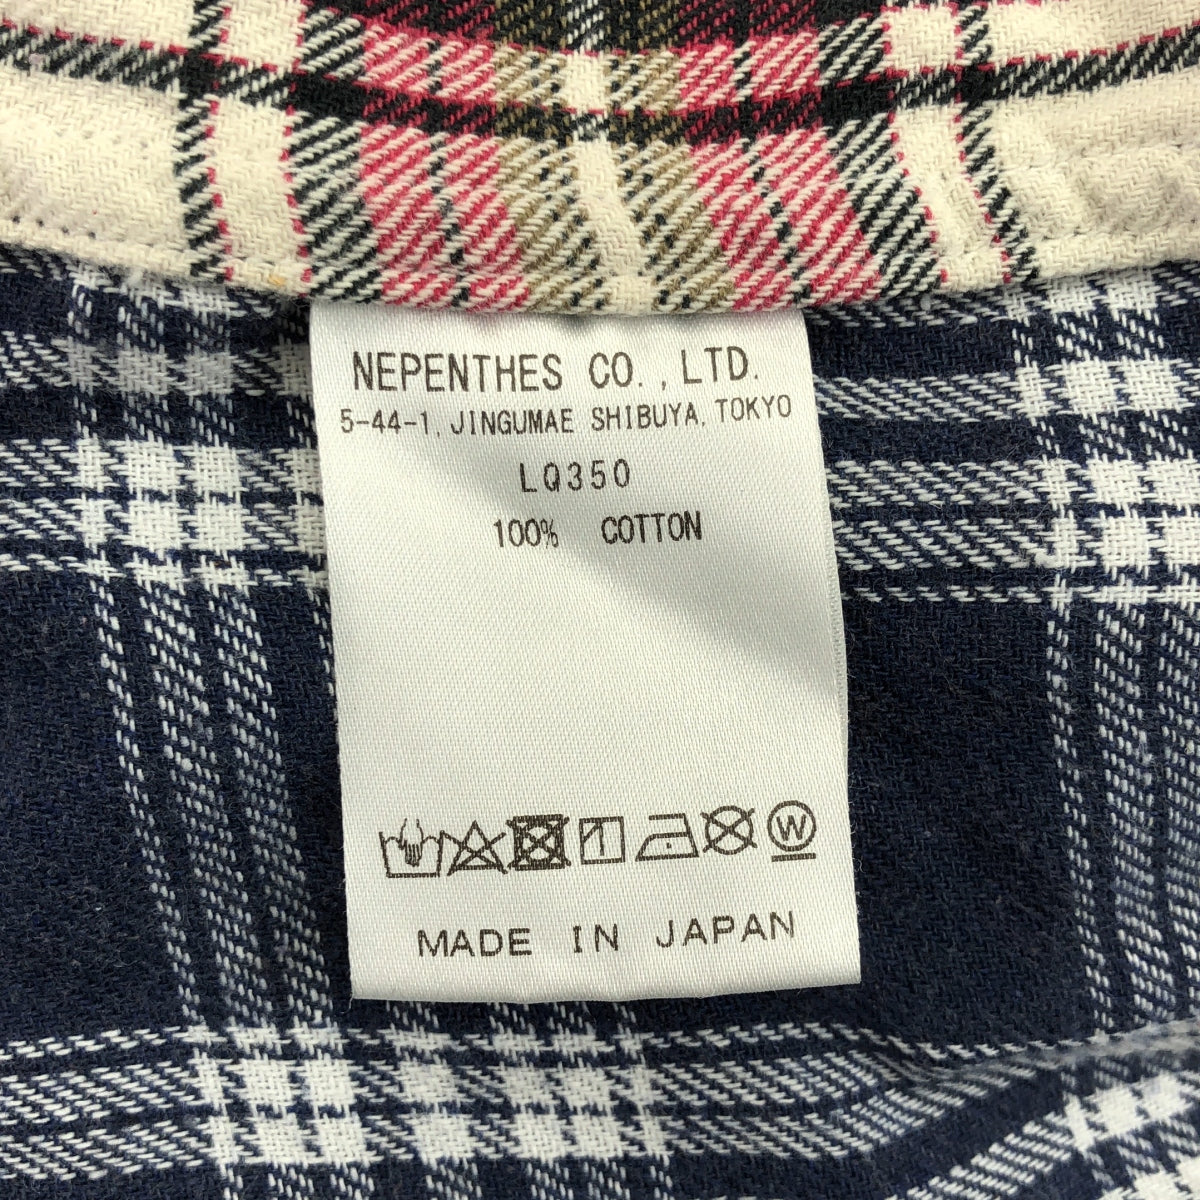 NEPENTHES CO., LTD.
5-44-1, JINGUMAE SHIBUYA, TOKYO
LQ350
100% COTTON
W
MADE IN JAPAN